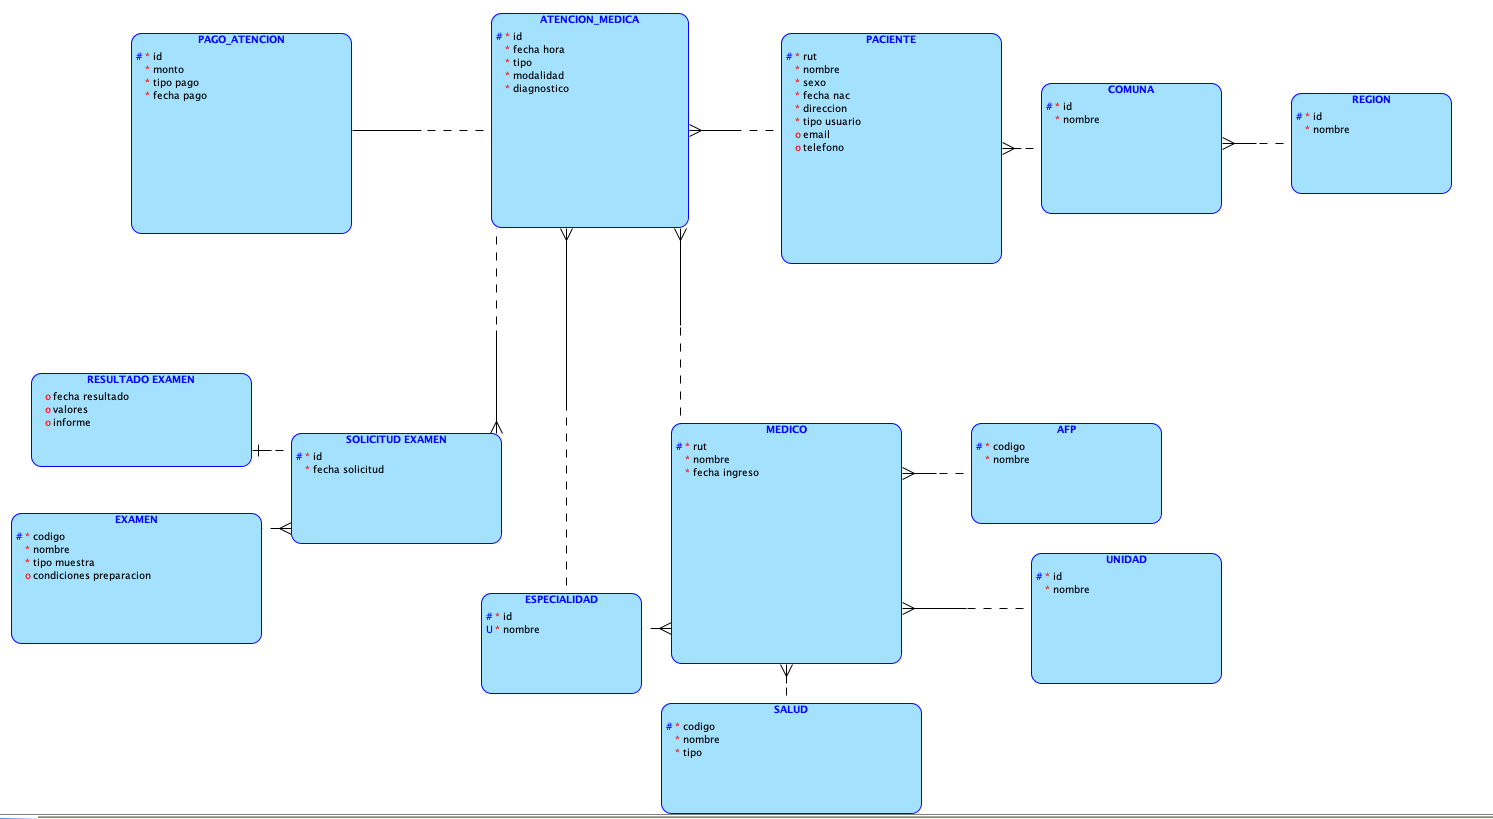 PAGO_ATENCION
# * id
* monto
* tipo pago
* fecha pago
ATENCION_MEDICA
# * id
* fecha hora
* tipo
* modalidad
* diagnostico
PACIENTE
# * rut
* nombre
* sexo
* fecha nac
* direccion
* tipo usuario
o email
o telefono
COMUNA
# * id
* nombre
REGION
# * id
* nombre
RESULTADO EXAMEN
o fecha resultado
o valores
o informe
SOLICITUD EXAMEN
# * id
* fecha solicitud
EXAMEN
# * codigo
* nombre
* tipo muestra
o condiciones preparacion
MEDICO
# * rut
* nombre
* fecha ingreso
AFP
# * codigo
* nombre
UNIDAD
# * id
* nombre
ESPECIALIDAD
# * id
U * nombre
SALUD
# * codigo
* nombre
* tipo